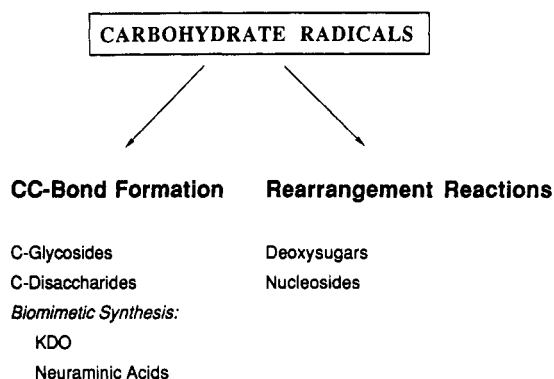 CARBOHYDRATE RADICALS
CC-Bond Formation
C-Glycosides
C-Disaccharides
Biomimetic Synthesis:
KDO
Neuraminic Acids
Rearrangement Reactions
Deoxysugars
Nucleosides